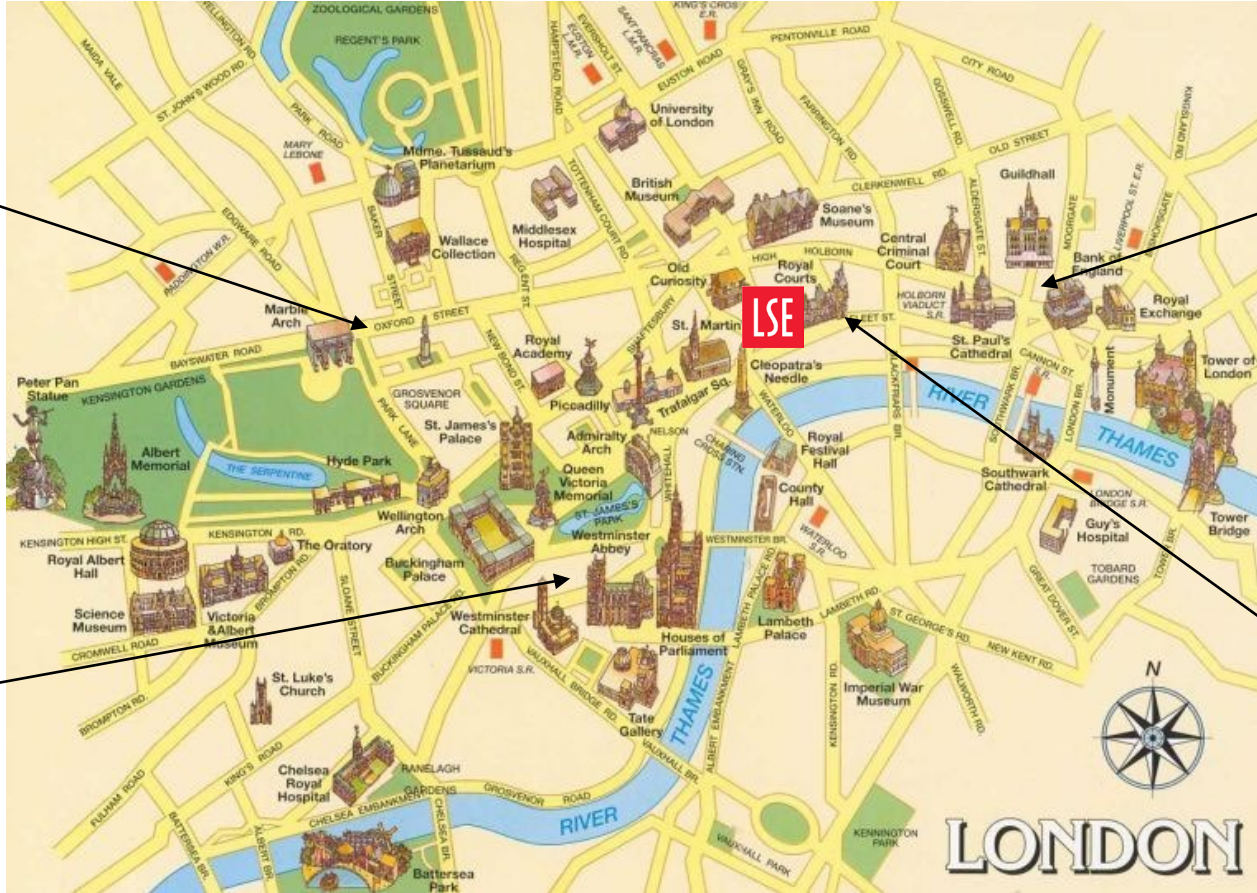 ZOOLOGICAL GARDENS
REGENT'S PARK
MAIDA VALE
ST. JOHN'S WOOD RD.
PARK ROAD
HAMPSTEAD ROAD
EVERSHOLT ST.
EUSTON
L.M.R.
SANT PANCRAS
L.M.R.
KING'S CROS
E.R.
EUSTON ROAD
PENTONVILLE ROAD
CITY ROAD
GRAY'S INN ROAD
FARRINGTON RD.
GOSSWELL RD.
OLD STREET
KINGSLAND RD.
MARY
LEBONE
Mdme. Tussaud's
Planetarium
University
of London
TOTTENHAM COURT RD.
British
Museum
CLERKENWELL RD.
ALDERSGATE ST.
Guildhall
MOORGATE
LIVERPOOL ST. E.R.
BISHOPSGATE
EDGWARE ROAD
PADDINGTON W.R.
BAKER
STREET
Wallace
Collection
Middlesex
Hospital
REGENT ST.
Soane's
Museum
HIGH
HOLBORN
Central
Criminal
Court
Bank of
England
Old
Curiosity
Royal
Courts
LSE
HOLBORN
VIADUCT
S.R.
Royal
Exchange
Marble
Arch
OXFORD STREET
NEW BOND ST.
SHAFTESBURY
St. Martin
FLEET ST.
St. Paul's
Cathedral
BAYSWATER ROAD
Royal
Academy
Cleopatra's
Needle
CANNON ST.
S.R.
Monument
Tower of
London
Peter Pan
Statue
KENSINGTON GARDENS
GROSVENOR
SQUARE
PARK LANE
Piccadilly
Trafalgar Sq.
WATERLOO
RIVER
SOUTHWARK BR.
LONDON BR.
THAMES
Albert
Memorial
THE SERPENTINE
Hyde Park
St. James's
Palace
Admiralty
Arch
NELSON
WHITEHALL
CHARING
CROSS STN.
Royal
Festival
Hall
Southwark
Cathedral
Queen
Victoria
Memorial
ST. JAMES'S
PARK
County
Hall
WATERLOO
S.R.
LONDON
BRIDGE S.R.
Guy's
Hospital
Tower
Bridge
Wellington
Arch
KENSINGTON HIGH ST.
KENSINGTON RD.
Royal Albert
Hall
The Oratory
Buckingham
Palace
Westminster
Abbey
WESTMINSTER BR.
TOWER BR.
TOBARD
GARDENS
GREAT DOVER ST.
Science
Museum
Victoria
&Albert
Museum
BROMPTON RD.
SLOANE STREET
BUCKINGHAM PALACE RD.
Westminster
Cathedral
Houses of
Parliament
LAMBETH PALACE RD.
Lambeth
Palace
LAMBETH RD.
ST. GEORGE'S RD.
NEW KENT RD.
CROMWELL ROAD
VICTORIA S.R.
VAUXHALL BRIDGE RD.
WALWORTH RD.
St. Luke's
Church
Tate
Gallery
THAMES
ALBERT EMBANKMENT
KENSINGTON RD.
Imperial War
Museum
N
BROMPTON RD.
KING'S ROAD
VAUXHALL BR.
Chelsea
Royal
Hospital
RANELAGH
GARDENS
GROSVENOR ROAD
FULHAM ROAD
CHELSEA EMBANKMENT
RIVER
BATTERSEA BR.
ALBERT BR.
CHELSEA BR.
Battersea
Park
VAUXHALL PARK
KENNINGTON
PARK
LONDON